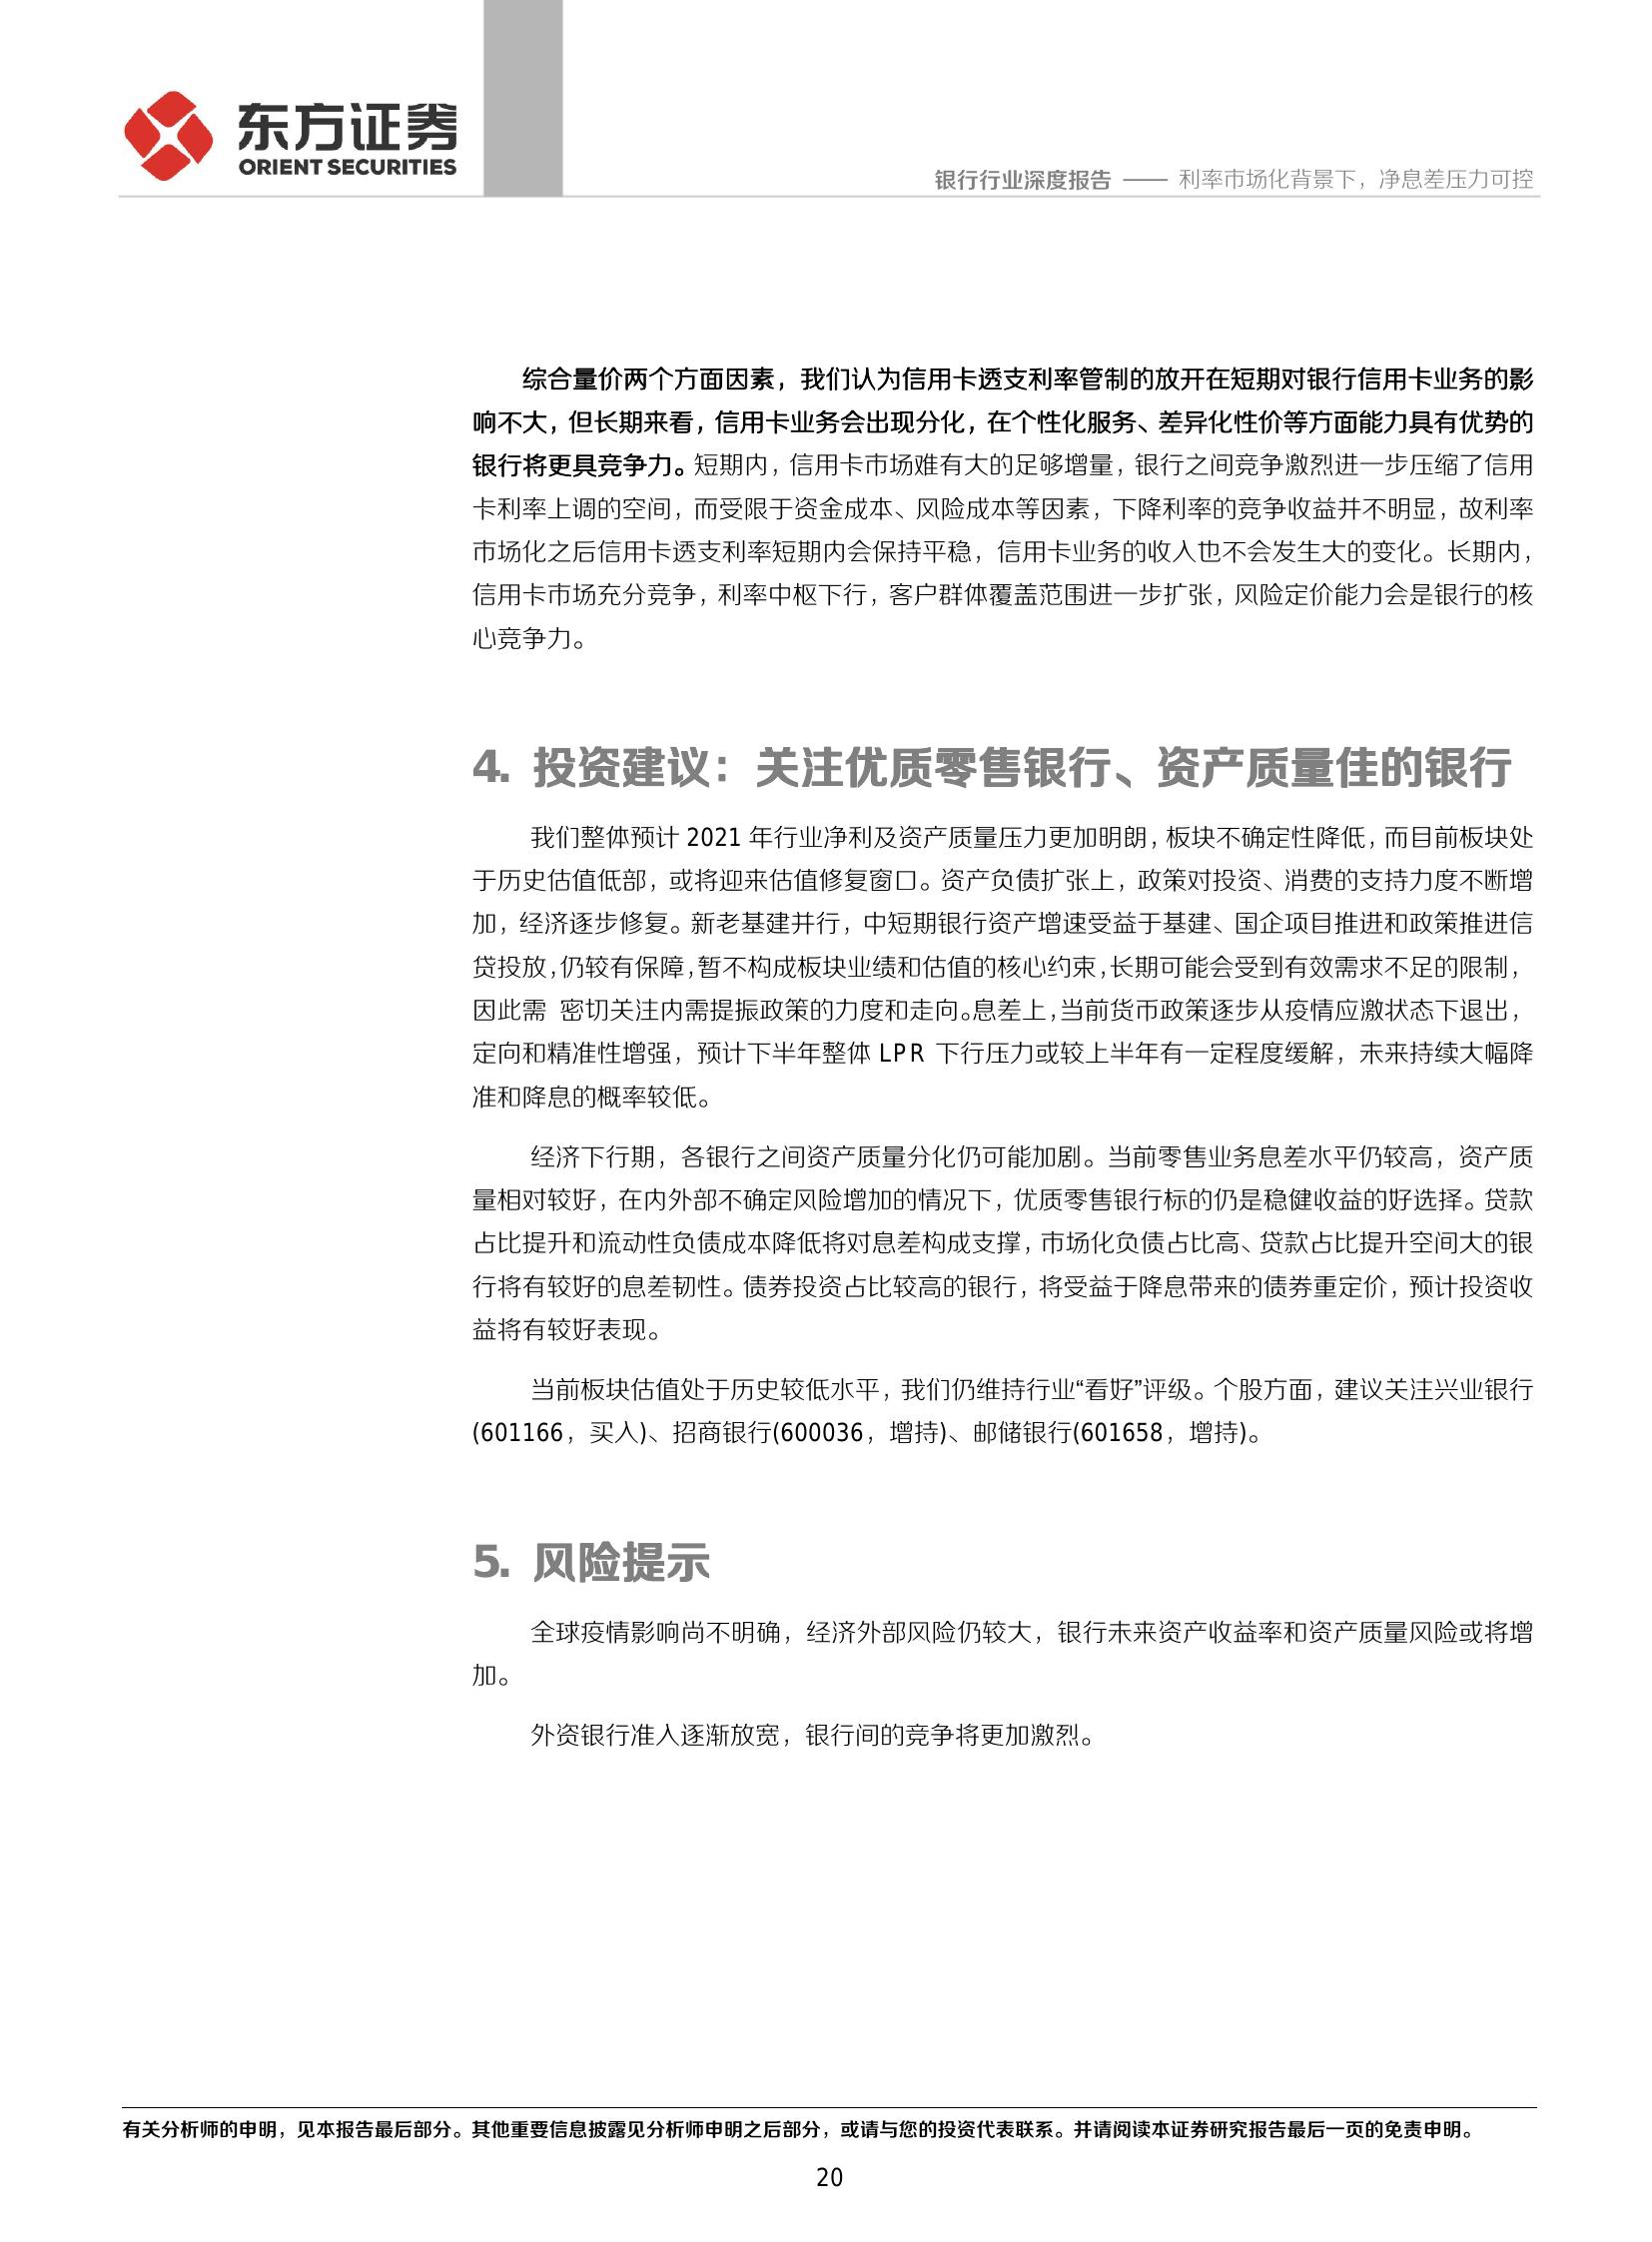 东方证券
ORIENT SECURITIES
银行行业深度报告 —— 利率市场化背景下，净息差压力可控
综合量价两个方面因素，我们认为信用卡透支利率管制的放开在短期对银行信用卡业务的影
响不大，但长期来看，信用卡业务会出现分化，在个性化服务、差异化性价等方面能力具有优势的
银行将更具竞争力。短期内，信用卡市场难有大的足够增量，银行之间竞争激烈进一步压缩了信用
卡利率上调的空间，而受限于资金成本、风险成本等因素，下降利率的竞争收益并不明显，故利率
市场化之后信用卡透支利率短期内会保持平稳，信用卡业务的收入也不会发生大的变化。长期内，
信用卡市场充分竞争，利率中枢下行，客户群体覆盖范围进一步扩张，风险定价能力会是银行的核
心竞争力。
4. 投资建议：关注优质零售银行、资产质量佳的银行
我们整体预计 2021 年行业净利及资产质量压力更加明朗，板块不确定性降低，而目前板块处
于历史估值低部，或将迎来估值修复窗口。资产负债扩张上，政策对投资、消费的支持力度不断增
加，经济逐步修复。新老基建并行，中短期银行资产增速受益于基建、国企项目推进和政策推进信
贷投放，仍较有保障，暂不构成板块业绩和估值的核心约束，长期可能会受到有效需求不足的限制，
因此需 密切关注内需提振政策的力度和走向。息差上，当前货币政策逐步从疫情应激状态下退出，
定向和精准性增强，预计下半年整体 LPR 下行压力或较上半年有一定程度缓解，未来持续大幅降
准和降息的概率较低。
经济下行期，各银行之间资产质量分化仍可能加剧。当前零售业务息差水平仍较高，资产质
量相对较好，在内外部不确定风险增加的情况下，优质零售银行标的仍是稳健收益的好选择。贷款
占比提升和流动性负债成本降低将对息差构成支撑，市场化负债占比高、贷款占比提升空间大的银
行将有较好的息差韧性。债券投资占比较高的银行，将受益于降息带来的债券重定价，预计投资收
益将有较好表现。
当前板块估值处于历史较低水平，我们仍维持行业“看好”评级。个股方面，建议关注兴业银行
(601166，买入)、招商银行(600036，增持)、邮储银行(601658，增持)。
5. 风险提示
全球疫情影响尚不明确，经济外部风险仍较大，银行未来资产收益率和资产质量风险或将增
加。
外资银行准入逐渐放宽，银行间的竞争将更加激烈。
有关分析师的申明，见本报告最后部分。其他重要信息披露见分析师申明之后部分，或请与您的投资代表联系。并请阅读本证券研究报告最后一页的免责申明。
20